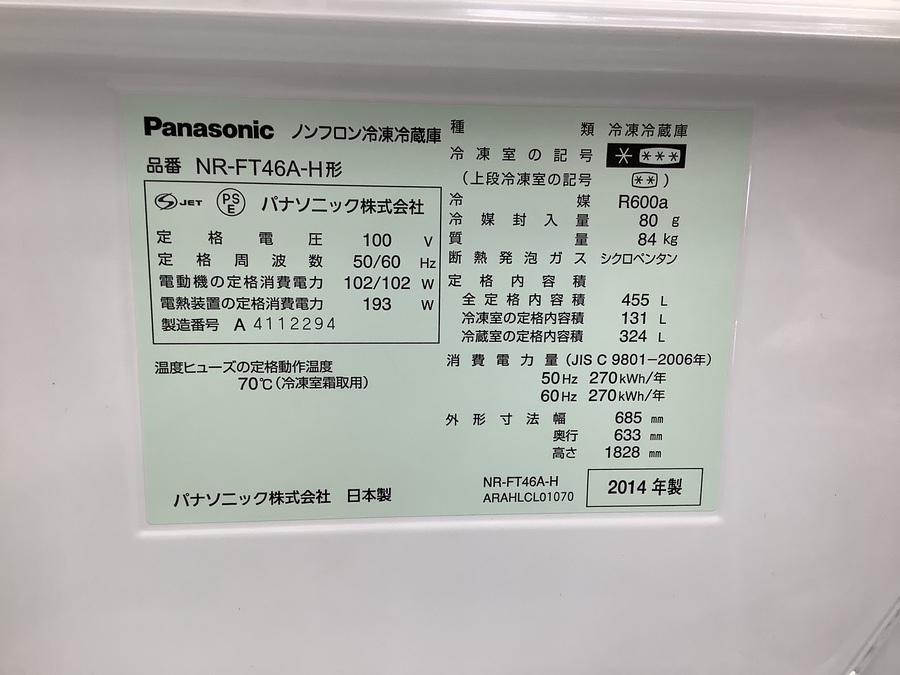 Panasonic ノンフロン冷凍冷蔵庫
品番 NR-FT46A-H形
JET PSE パナソニック株式会社
定格電圧 100 V
定格周波数 50/60 Hz
電動機の定格消費電力 102/102 W
電熱装置の定格消費電力 193 W
製造番号 A 4112294
温度ヒューズの定格動作温度
70℃(冷凍室霜取用)
パナソニック株式会社 日本製
種類 冷凍冷蔵庫
冷凍室の記号 * ***
(上段冷凍室の記号 **)
冷媒 R600a
冷媒封入量 80 g
質量 84 kg
断熱発泡ガス シクロペンタン
定格内容積
全定格内容積 455 L
冷凍室の定格内容積 131 L
冷蔵室の定格内容積 324 L
消費電力量(JIS C 9801-2006年)
50Hz 270kWh/年
60Hz 270kWh/年
外形寸法 幅 685 mm
奥行 633 mm
高さ 1828 mm
NR-FT46A-H
ARAHLCL01070
2014年製